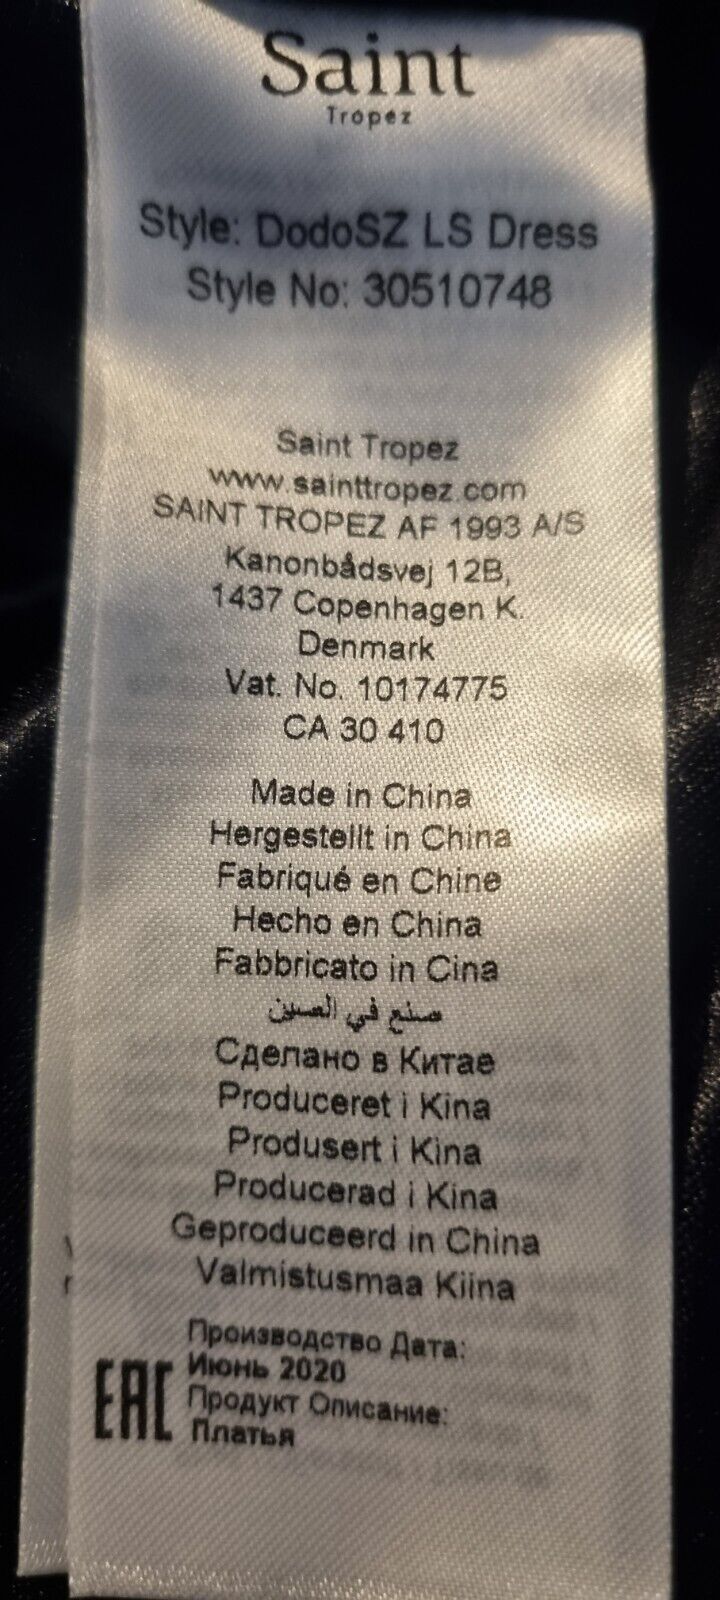 Saint
Tropez
Style: DodoSZ LS Dress
Style No: 30510748
Saint Tropez
www.sainttropez.com
SAINT TROPEZ AF 1993 A/S
Kanonbådsvej 12B,
1437 Copenhagen K.
Denmark
Vat. No. 10174775
CA 30 410
Made in China
Hergestellt in China
Fabriqué en Chine
Hecho en China
Fabbricato in Cina
صنع في الصين
Сделано в Китае
Produceret i Kina
Produsert i Kina
Producerad i Kina
Geproduceerd in China
Valmistusmaa Kiina
Производство Дата:
Июнь 2020
Продукт Описание:
Платья
EAC